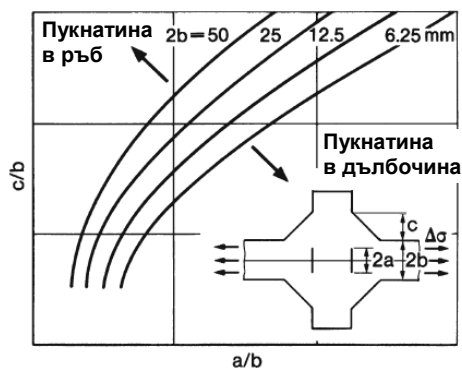 Пукнатина
в ръб
2b=50 25 12.5 6.25 mm
Пукнатина
в дълбочина
c/b
c
Δσ
2a 2b
a/b